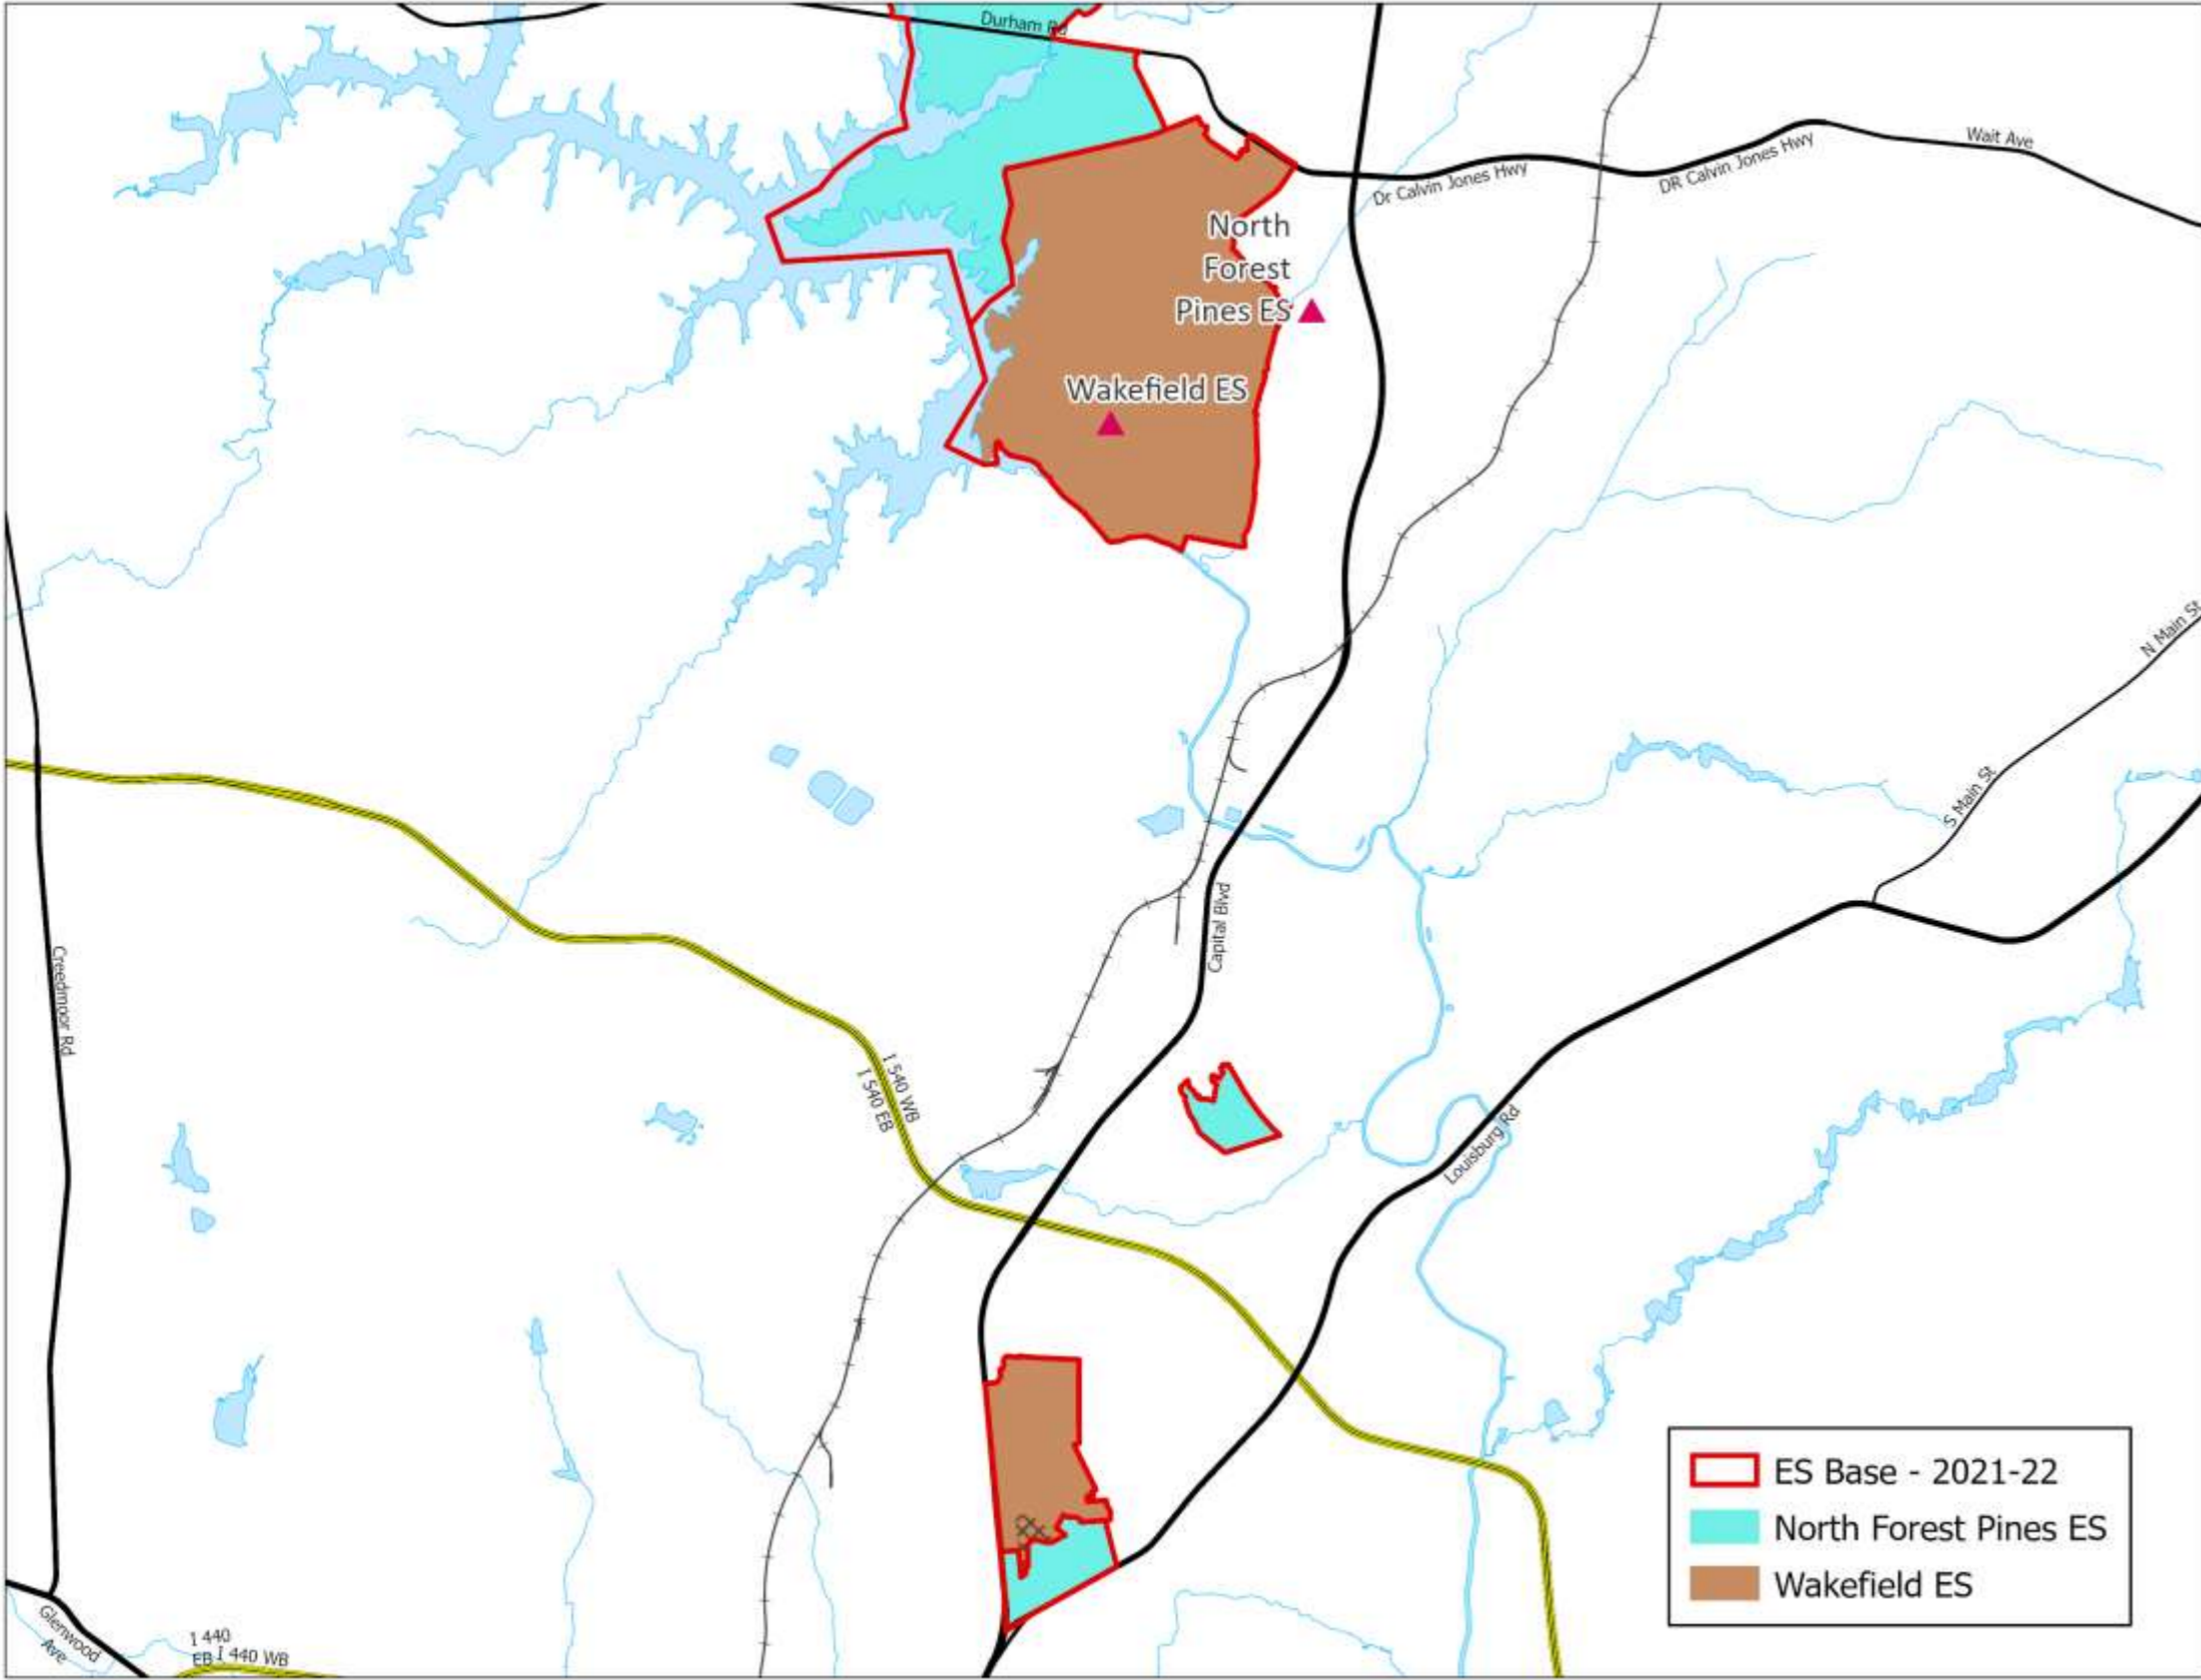 Durham Rd
Wait Ave
Dr Calvin Jones Hwy
DR Calvin Jones Hwy
North
Forest
Pines ES
Wakefield ES
N Main St
S Main St
Capital Blvd
Creedmoor Rd
I 540 WB
I 540 EB
Louisburg Rd
ES Base - 2021-22
North Forest Pines ES
Wakefield ES
Glenwood
Ave
I 440
EB
I 440 WB